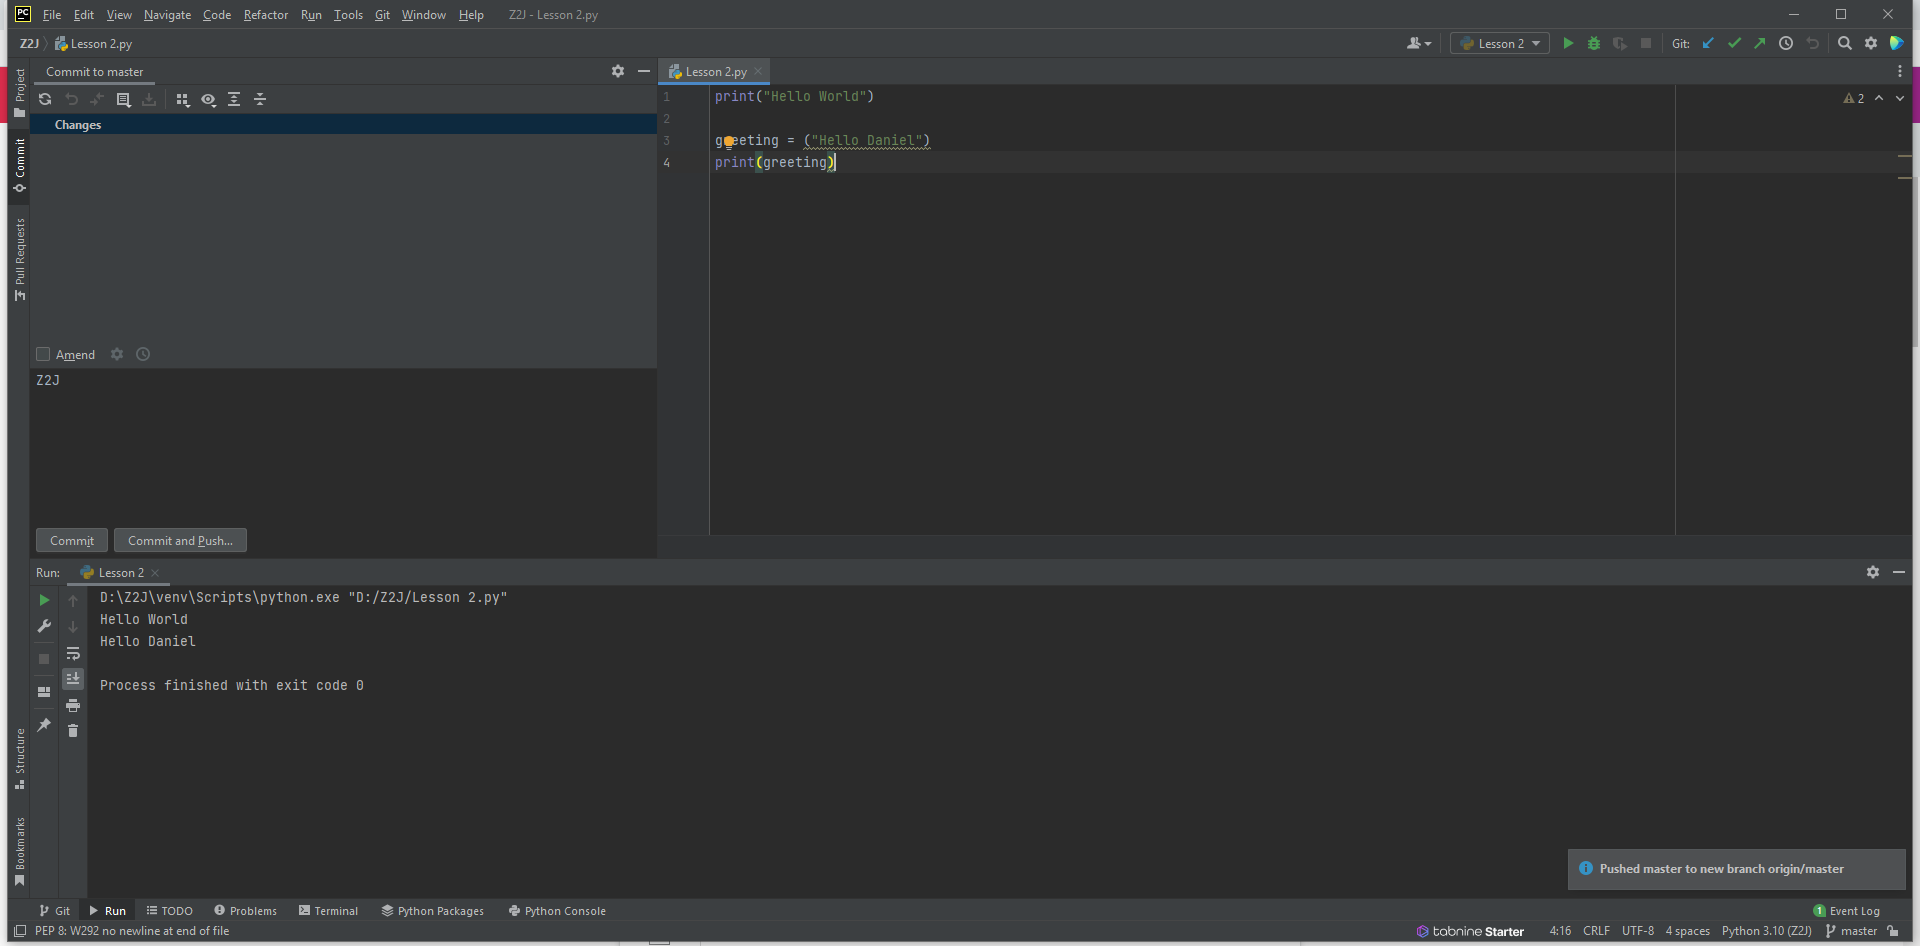 PC File Edit View Navigate Code Refactor Run Tools Git Window Help Z2J - Lesson 2.py
Z2J Lesson 2.py
Lesson 2 Git:
Project
Commit
Pull Requests
Structure
Bookmarks
Commit to master
Changes
Amend
Z2J
Commit Commit and Push...
Lesson 2.py
2
1 print("Hello World")
2
3 greeting = ("Hello Daniel")
4 print(greeting)
Run: Lesson 2
D:\Z2J\venv\Scripts\python.exe "D:/Z2J/Lesson 2.py"
Hello World
Hello Daniel
Process finished with exit code 0
Pushed master to new branch origin/master
Git Run TODO Problems Terminal Python Packages Python Console 1 Event Log
PEP 8: W292 no newline at end of file tabnine Starter 4:16 CRLF UTF-8 4 spaces Python 3.10 (Z2J) master